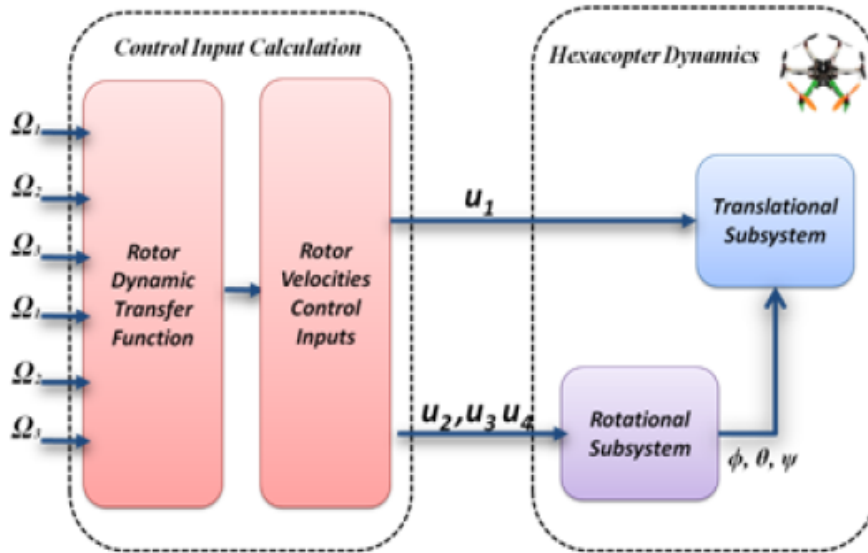 Control Input Calculation
Hexacopter Dynamics
Ω1
Ω2
Ω3
Ω1
Ω2
Ω3
Rotor
Dynamic
Transfer
Function
Rotor
Velocities
Control
Inputs
u1
u2,u3 u4
Translational
Subsystem
Rotational
Subsystem
ϕ, θ, ψ